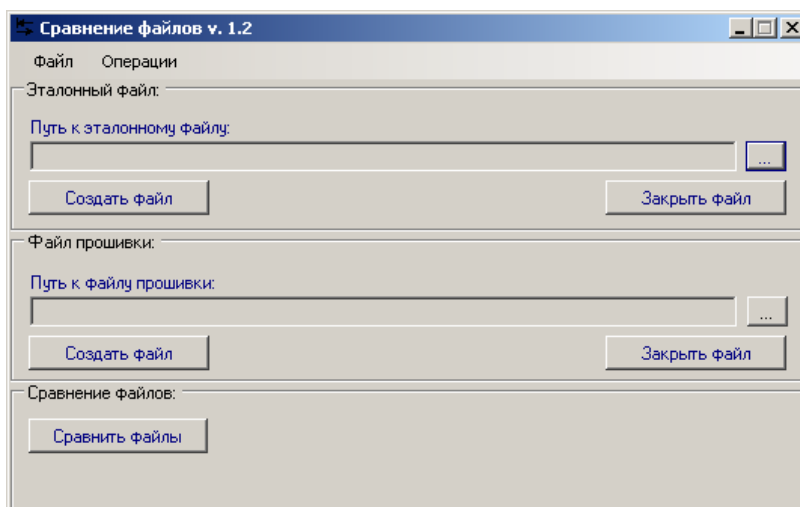 Сравнение файлов v. 1.2
Файл Операции
Эталонный файл:
Путь к эталонному файлу:
...
Создать файл Закрыть файл
Файл прошивки:
Путь к файлу прошивки:
...
Создать файл Закрыть файл
Сравнение файлов:
Сравнить файлы